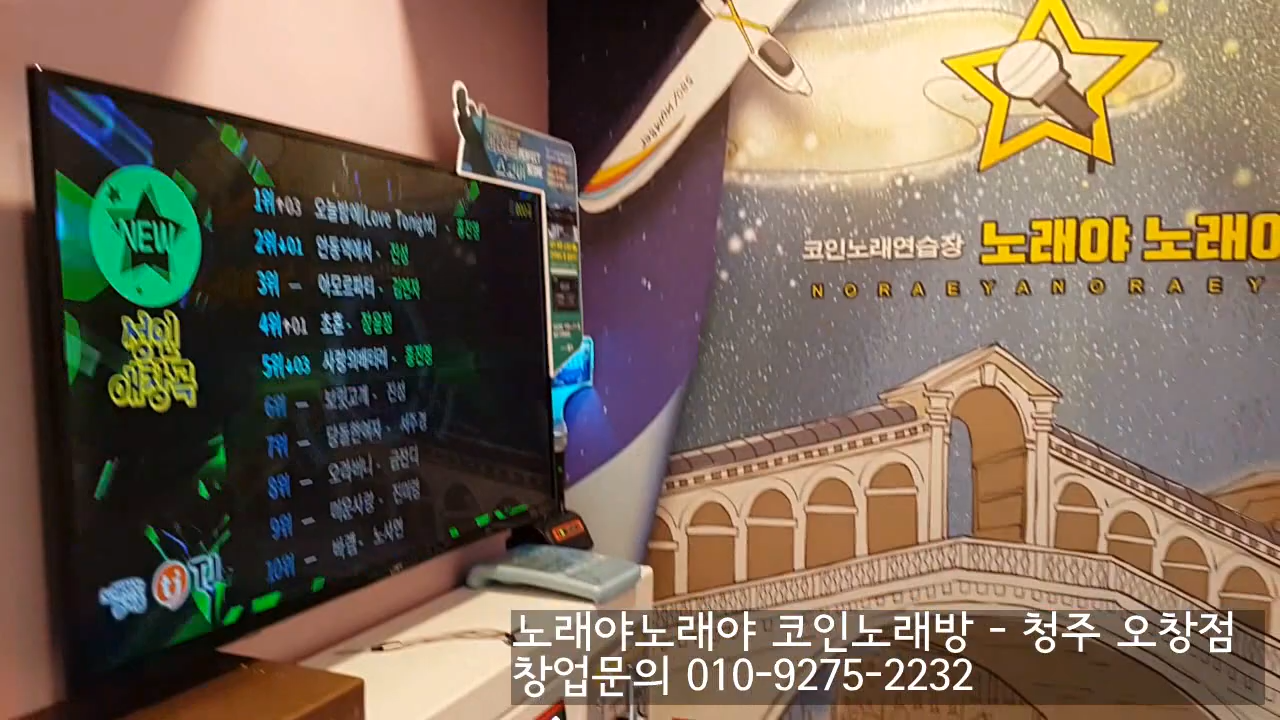 NEW
성인
애창곡
1위↑03 오늘밤에(Love Tonight) - 홍진영
2위↓01 안동역에서 - 진성
3위 - 아모르파티 - 김연자
4위↑01 초혼 - 장윤정
5위↓03 사랑의배터리 - 홍진영
6위 - 보릿고개 - 진성
7위 - 당돌한여자 - 서주경
8위 - 오라버니 - 금잔디
9위 - 미운사랑 - 진미령
10위 - 바램 - 노사연
코인노래연습장 노래야 노래야
NORAEYANORAEY
노래야노래야 코인노래방 - 청주 오창점
창업문의 010-9275-2232